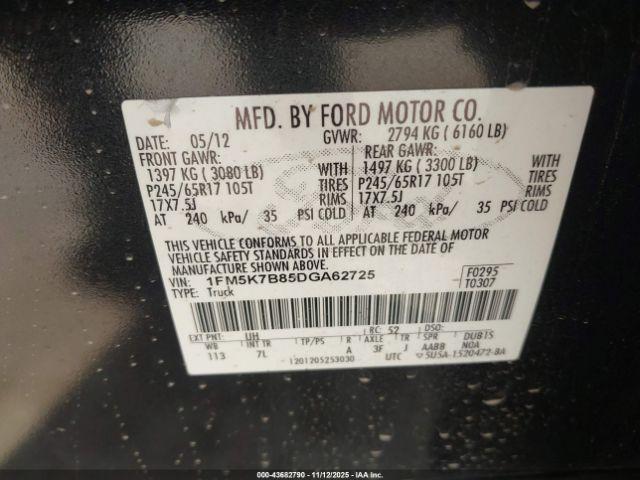 MFD. BY FORD MOTOR CO.
DATE: 05/12 GVWR: 2794 KG ( 6160 LB)
FRONT GAWR: REAR GAWR:
1397 KG ( 3080 LB) WITH 1497 KG ( 3300 LB) WITH
P245/65R17 105T TIRES P245/65R17 105T TIRES
17X7.5J RIMS 17X7.5J RIMS
AT 240 kPa/ 35 PSI COLD AT 240 kPa/ 35 PSI COLD
THIS VEHICLE CONFORMS TO ALL APPLICABLE FEDERAL MOTOR
VEHICLE SAFETY STANDARDS IN EFFECT ON THE DATE OF
MANUFACTURE SHOWN ABOVE.
VIN: 1FM5K7B85DGA62725 F0295
TYPE: Truck T0307
EXT PNT: UH RC: 52 DSO:
WB INT TR TP/PS R AXLE TR SPR DUBIS
113 7L A 3F J AABB NOA
1201205253030 UTC 5U5A-1520472-BA
000-43682790 - 11/12/2025 - IAA Inc.